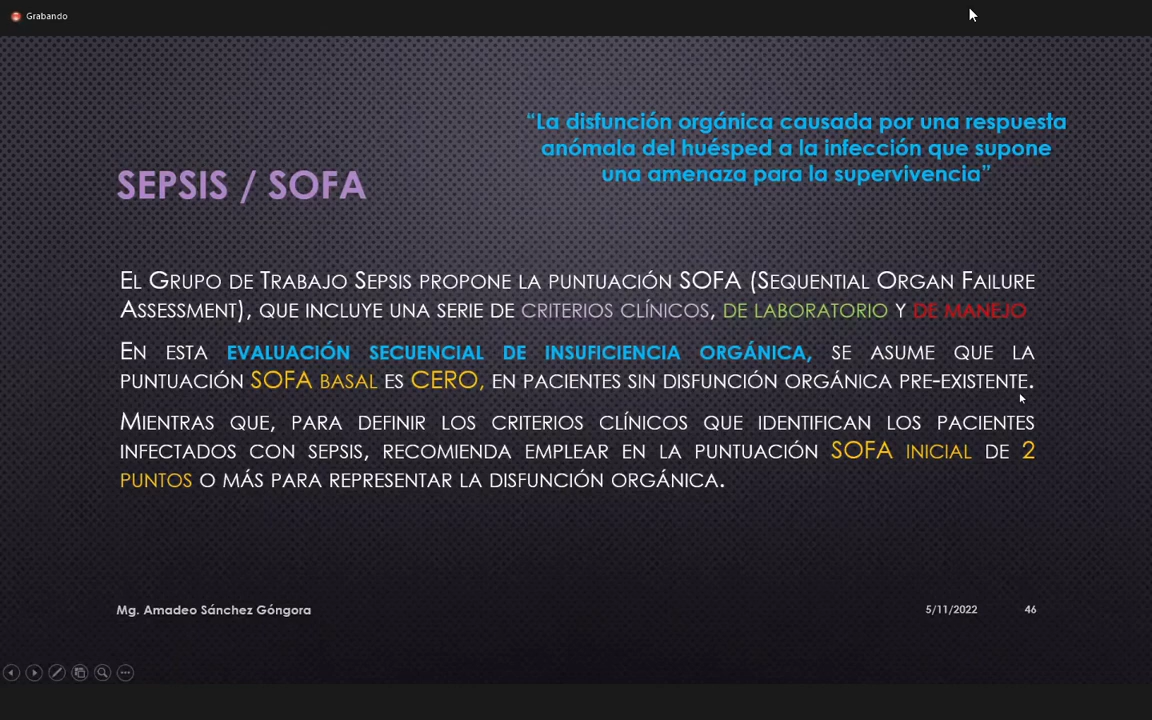 Grabando
“La disfunción orgánica causada por una respuesta
anómala del huésped a la infección que supone
una amenaza para la supervivencia”
SEPSIS / SOFA
EL GRUPO DE TRABAJO SEPSIS PROPONE LA PUNTUACIÓN SOFA (SEQUENTIAL ORGAN FAILURE
ASSESSMENT), QUE INCLUYE UNA SERIE DE CRITERIOS CLÍNICOS, DE LABORATORIO Y DE MANEJO
EN ESTA EVALUACIÓN SECUENCIAL DE INSUFICIENCIA ORGÁNICA, SE ASUME QUE LA
PUNTUACIÓN SOFA BASAL ES CERO, EN PACIENTES SIN DISFUNCIÓN ORGÁNICA PRE-EXISTENTE.
MIENTRAS QUE, PARA DEFINIR LOS CRITERIOS CLÍNICOS QUE IDENTIFICAN LOS PACIENTES
INFECTADOS CON SEPSIS, RECOMIENDA EMPLEAR EN LA PUNTUACIÓN SOFA INICIAL DE 2
PUNTOS O MÁS PARA REPRESENTAR LA DISFUNCIÓN ORGÁNICA.
Mg. Amadeo Sánchez Góngora
5/11/2022
46